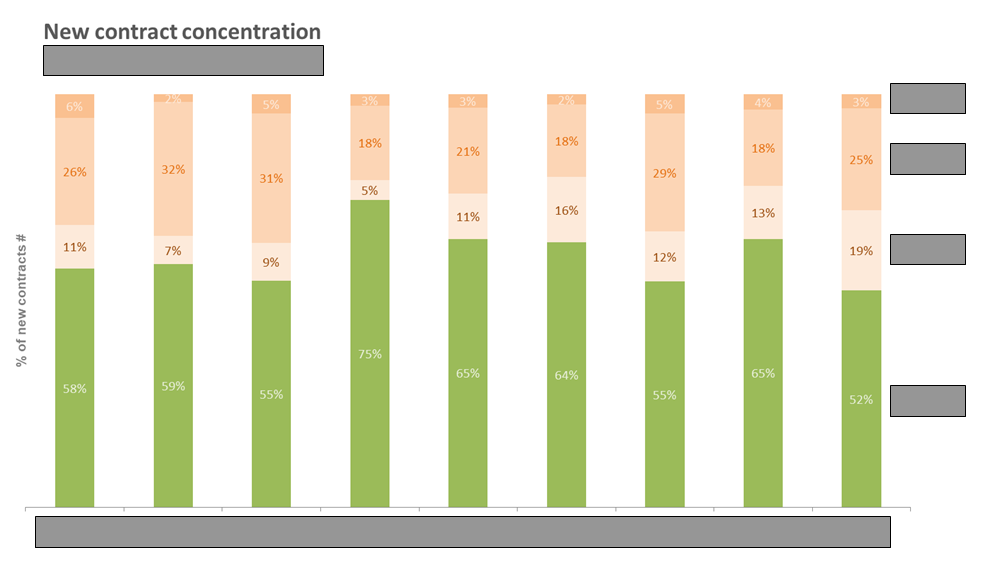 New contract concentration
% of new contracts #
6% 2% 5% 3% 3% 2% 5% 4% 3%
26% 32% 31% 18% 21% 18% 29% 18% 25%
11% 7% 9% 5% 11% 16% 12% 13% 19%
58% 59% 55% 75% 65% 64% 55% 65% 52%